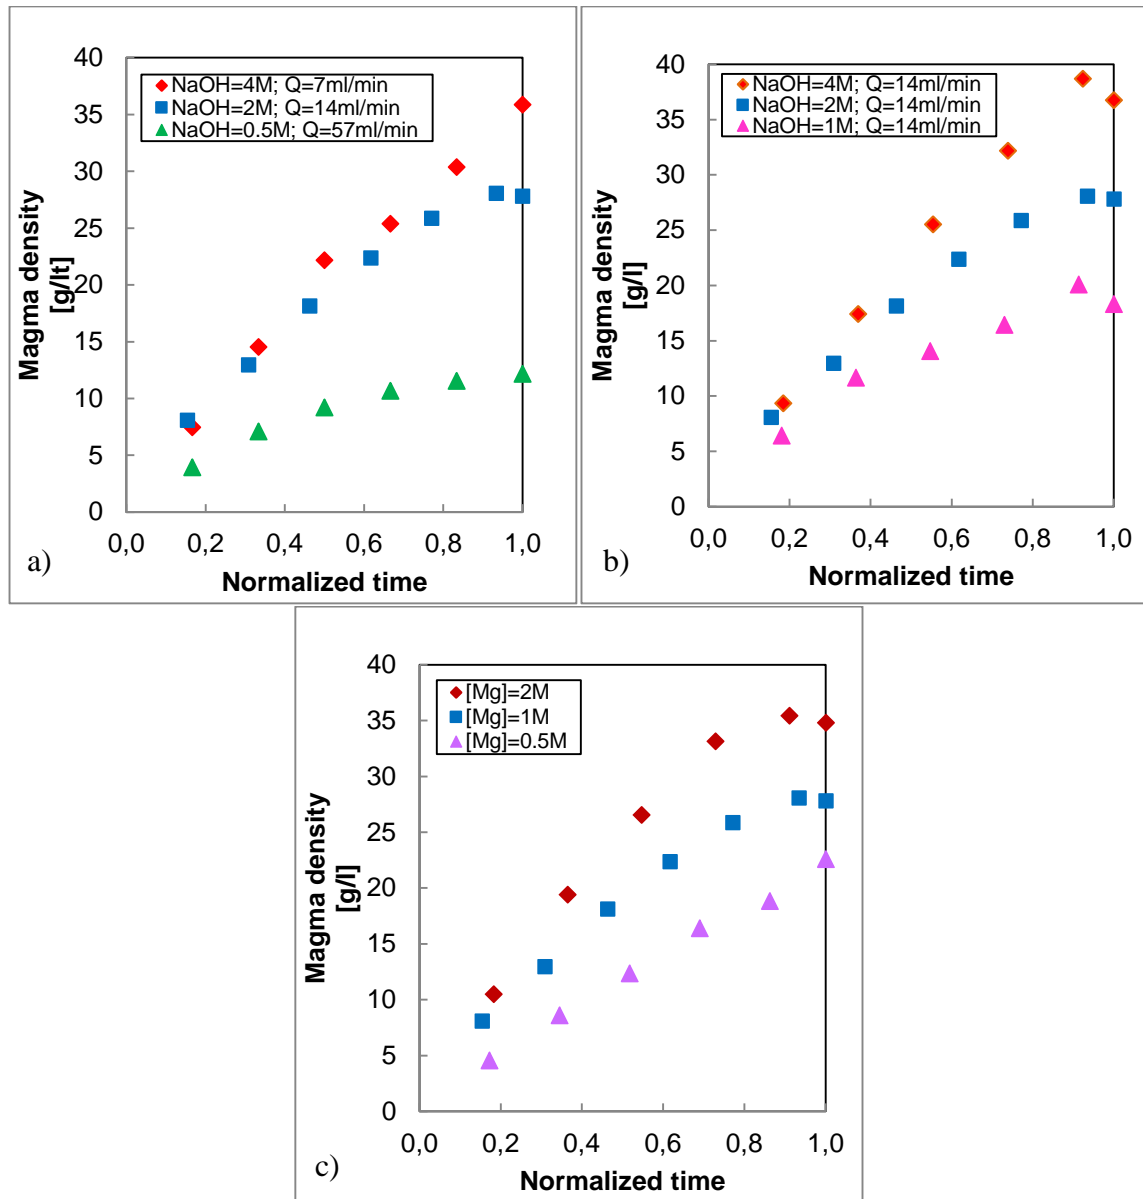 40
35
30
25
20
15
10
5
0
Magma density
[g/lt]
NaOH=4M; Q=7ml/min
NaOH=2M; Q=14ml/min
NaOH=0.5M; Q=57ml/min
0,0 0,2 0,4 0,6 0,8 1,0
Normalized time
a)
40
35
30
25
20
15
10
5
0
Magma density
[g/l]
NaOH=4M; Q=14ml/min
NaOH=2M; Q=14ml/min
NaOH=1M; Q=14ml/min
0,0 0,2 0,4 0,6 0,8 1,0
Normalized time
b)
40
35
30
25
20
15
10
5
0
Magma density
[g/l]
[Mg]=2M
[Mg]=1M
[Mg]=0.5M
0,0 0,2 0,4 0,6 0,8 1,0
Normalized time
c)